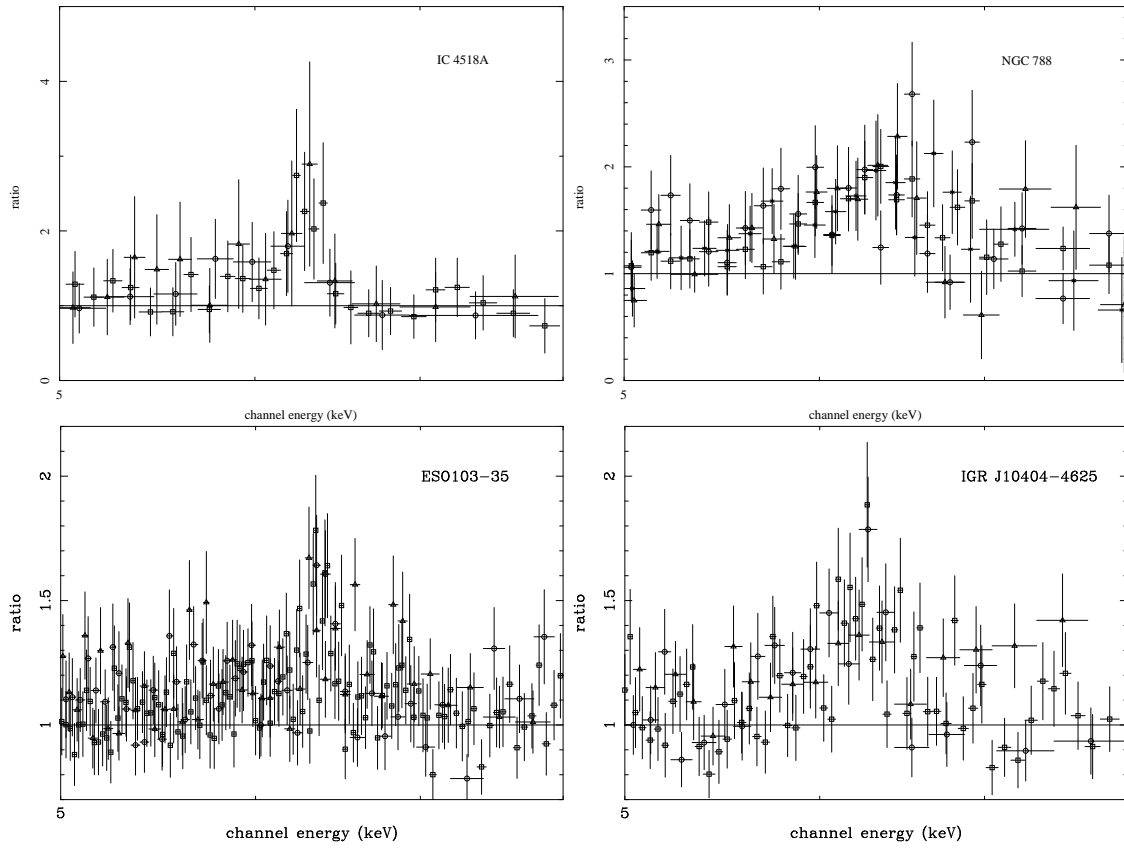 IC 4518A
4
2
0
ratio
5
channel energy (keV)
NGC 788
3
2
1
0
ratio
5
channel energy (keV)
ESO103−35
2
1.5
1
ratio
5
channel energy (keV)
IGR J10404−4625
2
1.5
1
ratio
5
channel energy (keV)